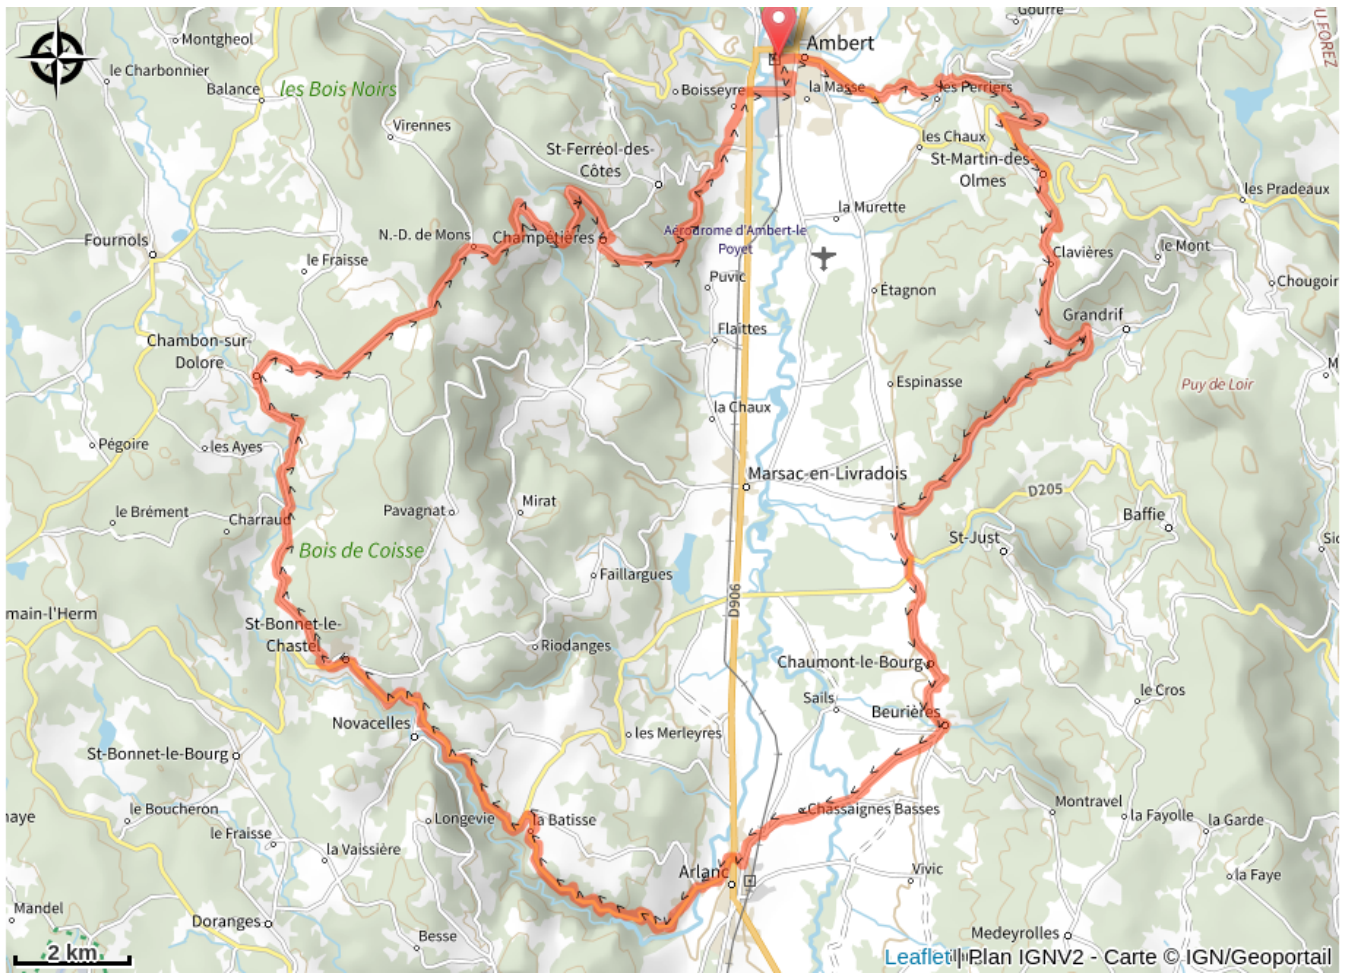 Gourre
U FOREZ
Montgheol
Ambert
le Charbonnier
Balance
les Bois Noirs
Boisseyre
la Masse
les Perriers
Virennes
les Chaux
St-Ferréol-des-
Côtes
St-Martin-des-
Olmes
les Pradeaux
la Murette
Fournols
N.-D. de Mons
Champétières
Aérodrome d'Ambert-le
Poyet
le Mont
Clavières
le Fraisse
Puvic
Étagnon
Chougoir
Grandrif
Flaittes
Chambon-sur-
Dolore
Espinasse
Puy de Loir
la Chaux
Pégoire
les Ayes
Marsac-en-Livradois
D205
Mirat
Pavagnat
le Brément
Charraud
Baffie
St-Just
Bois de Coisse
Faillargues
D906
main-l'Herm
St-Bonnet-le-
Chastel
Riodanges
Chaumont-le-Bourg
le Cros
Sails
Beurières
Novacelles
les Merleyres
St-Bonnet-le-Bourg
le Boucheron
Montravel
Chassaignes Basses
naye
Longevie
la Batisse
la Fayolle
la Garde
le Fraisse
la Vaissière
Arlanc
Vivic
la Faye
Mandel
Doranges
Besse
Medeyrolles
2 km
Leaflet | Plan IGNV2 - Carte © IGN/Geoportail